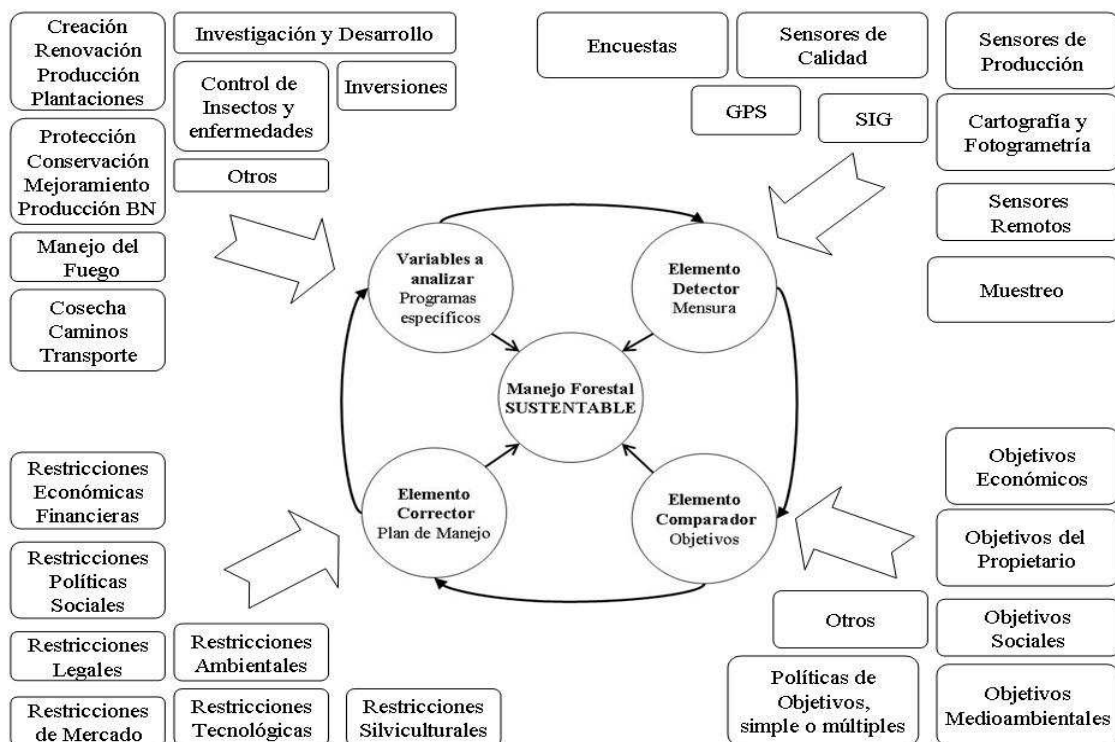 Creación
Renovación
Producción
Plantaciones
Investigación y Desarrollo
Control de
Insectos y
enfermedades
Inversiones
Protección
Conservación
Mejoramiento
Producción BN
Otros
Manejo del
Fuego
Cosecha
Caminos
Transporte
Encuestas
Sensores de
Calidad
Sensores de
Producción
GPS
SIG
Cartografía y
Fotogrametría
Sensores
Remotos
Muestreo
Variables a
analizar
Programas
específicos
Elemento
Detector
Mensura
Manejo Forestal
SUSTENTABLE
Elemento
Corrector
Plan de Manejo
Elemento
Comparador
Objetivos
Restricciones
Económicas
Financieras
Restricciones
Políticas
Sociales
Restricciones
Legales
Restricciones
Ambientales
Restricciones
de Mercado
Restricciones
Tecnológicas
Restricciones
Silviculturales
Objetivos
Económicos
Objetivos del
Propietario
Otros
Objetivos
Sociales
Políticas de
Objetivos,
simple o múltiples
Objetivos
Medioambientales